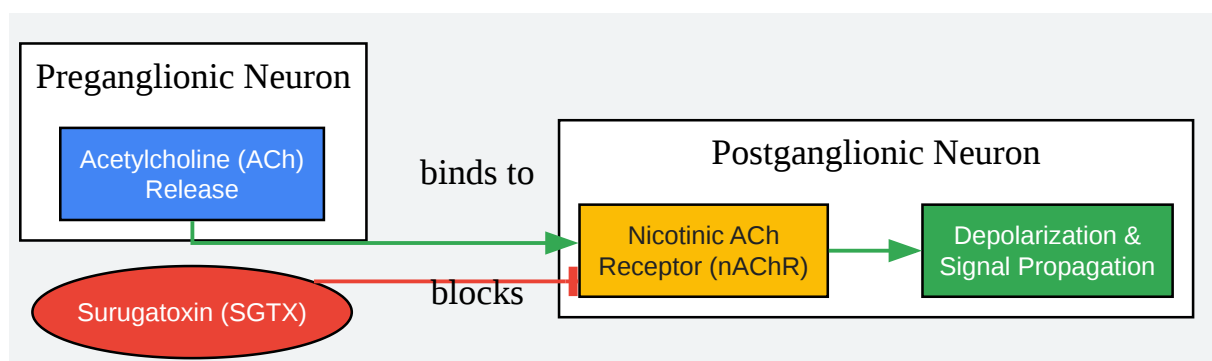 Preganglionic Neuron
Acetylcholine (ACh)
Release
binds to
Postganglionic Neuron
Nicotinic ACh
Receptor (nAChR)
Depolarization &
Signal Propagation
blocks
Surugatoxin (SGTX)